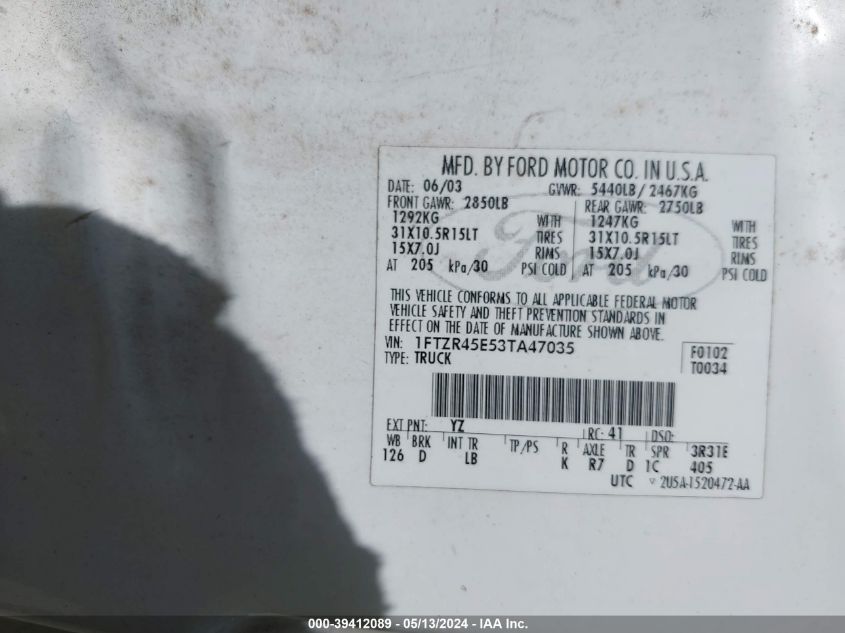 MFD. BY FORD MOTOR CO. IN U.S.A.
DATE: 06/03 GVWR: 5440LB/ 2467KG
FRONT GAWR: 2850LB REAR GAWR: 2750LB
1292KG WITH 1247KG WITH
31X10.5R15LT TIRES 31X10.5R15LT TIRES
15X7.0J RIMS 15X7.0J RIMS
AT 205 kPa/30 PSI COLD AT 205 kPa/30 PSI COLD
Ford
THIS VEHICLE CONFORMS TO ALL APPLICABLE FEDERAL MOTOR
VEHICLE SAFETY AND THEFT PREVENTION STANDARDS IN
EFFECT ON THE DATE OF MANUFACTURE SHOWN ABOVE.
VIN: 1FTZR45E53TA47035 F0102
TYPE: TRUCK T0034
EXT PNT: YZ RC: 41 DSO:
WB BRK INT TR TP/PS R AXLE TR SPR 3R31E
126 D LB K R7 D 1C 405
UTC 2U5A-1520472-AA
000-39412089 - 05/13/2024 - IAA Inc.